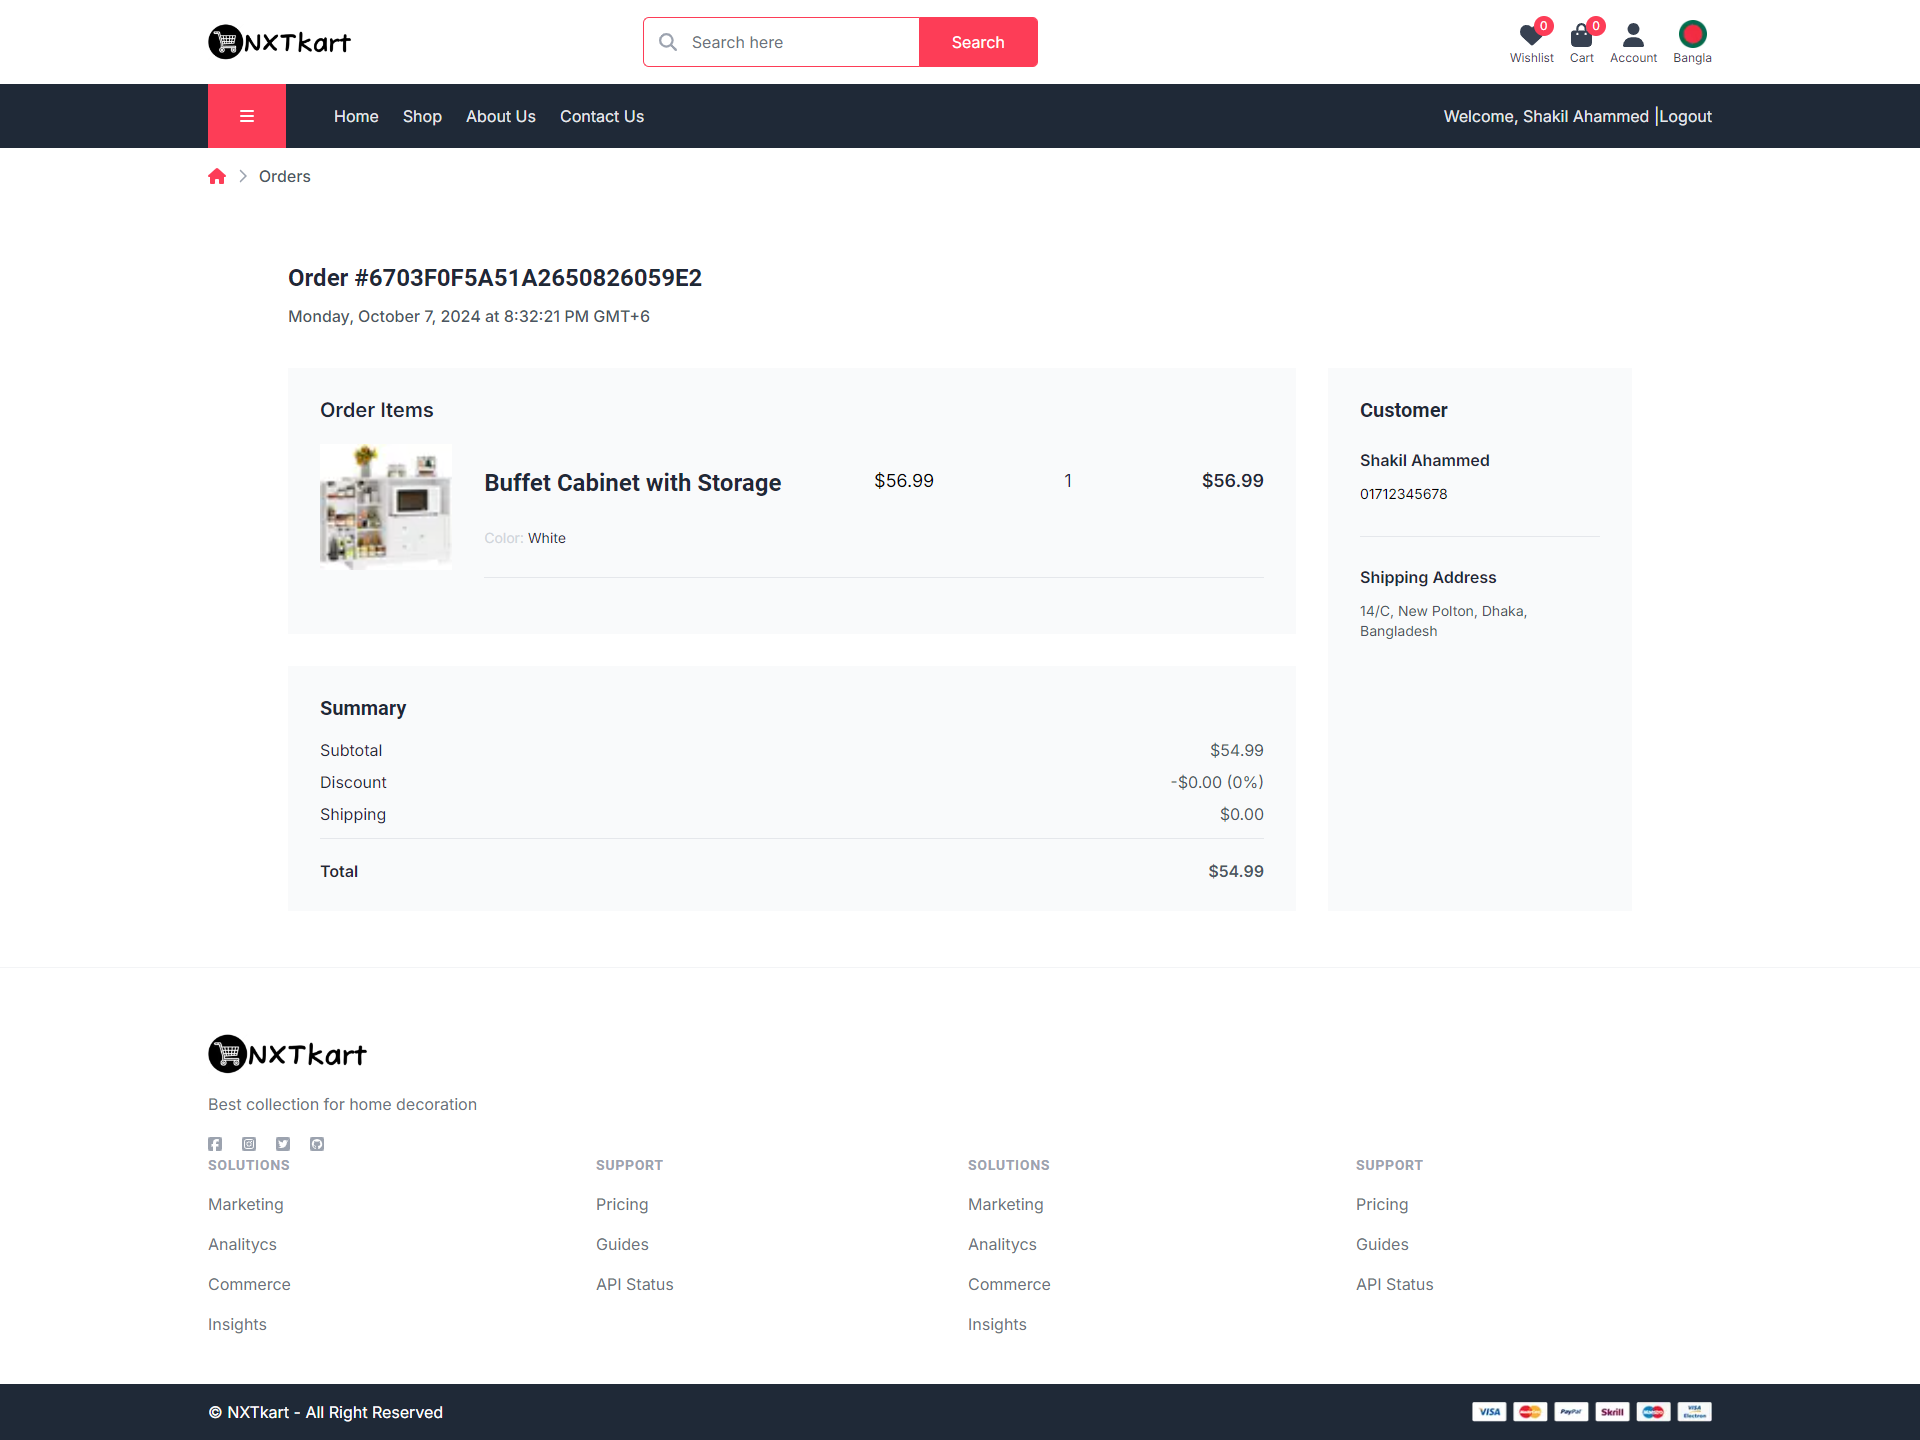 NXTkart
Search here
Search
0
0
Wishlist
Cart
Account
Bangla
Home
Shop
About Us
Contact Us
Welcome, Shakil Ahammed |Logout
Orders
Order #6703F0F5A51A2650826059E2
Monday, October 7, 2024 at 8:32:21 PM GMT+6
Order Items
Buffet Cabinet with Storage
$56.99
1
$56.99
Color: White
Customer
Shakil Ahammed
01712345678
Shipping Address
14/C, New Polton, Dhaka,
Bangladesh
Summary
Subtotal
$54.99
Discount
-$0.00 (0%)
Shipping
$0.00
Total
$54.99
NXTkart
Best collection for home decoration
SOLUTIONS
Marketing
Analitycs
Commerce
Insights
SUPPORT
Pricing
Guides
API Status
SOLUTIONS
Marketing
Analitycs
Commerce
Insights
SUPPORT
Pricing
Guides
API Status
© NXTkart - All Right Reserved
VISA
MasterCard
PayPal
Skrill
Maestro
VISA
Electron